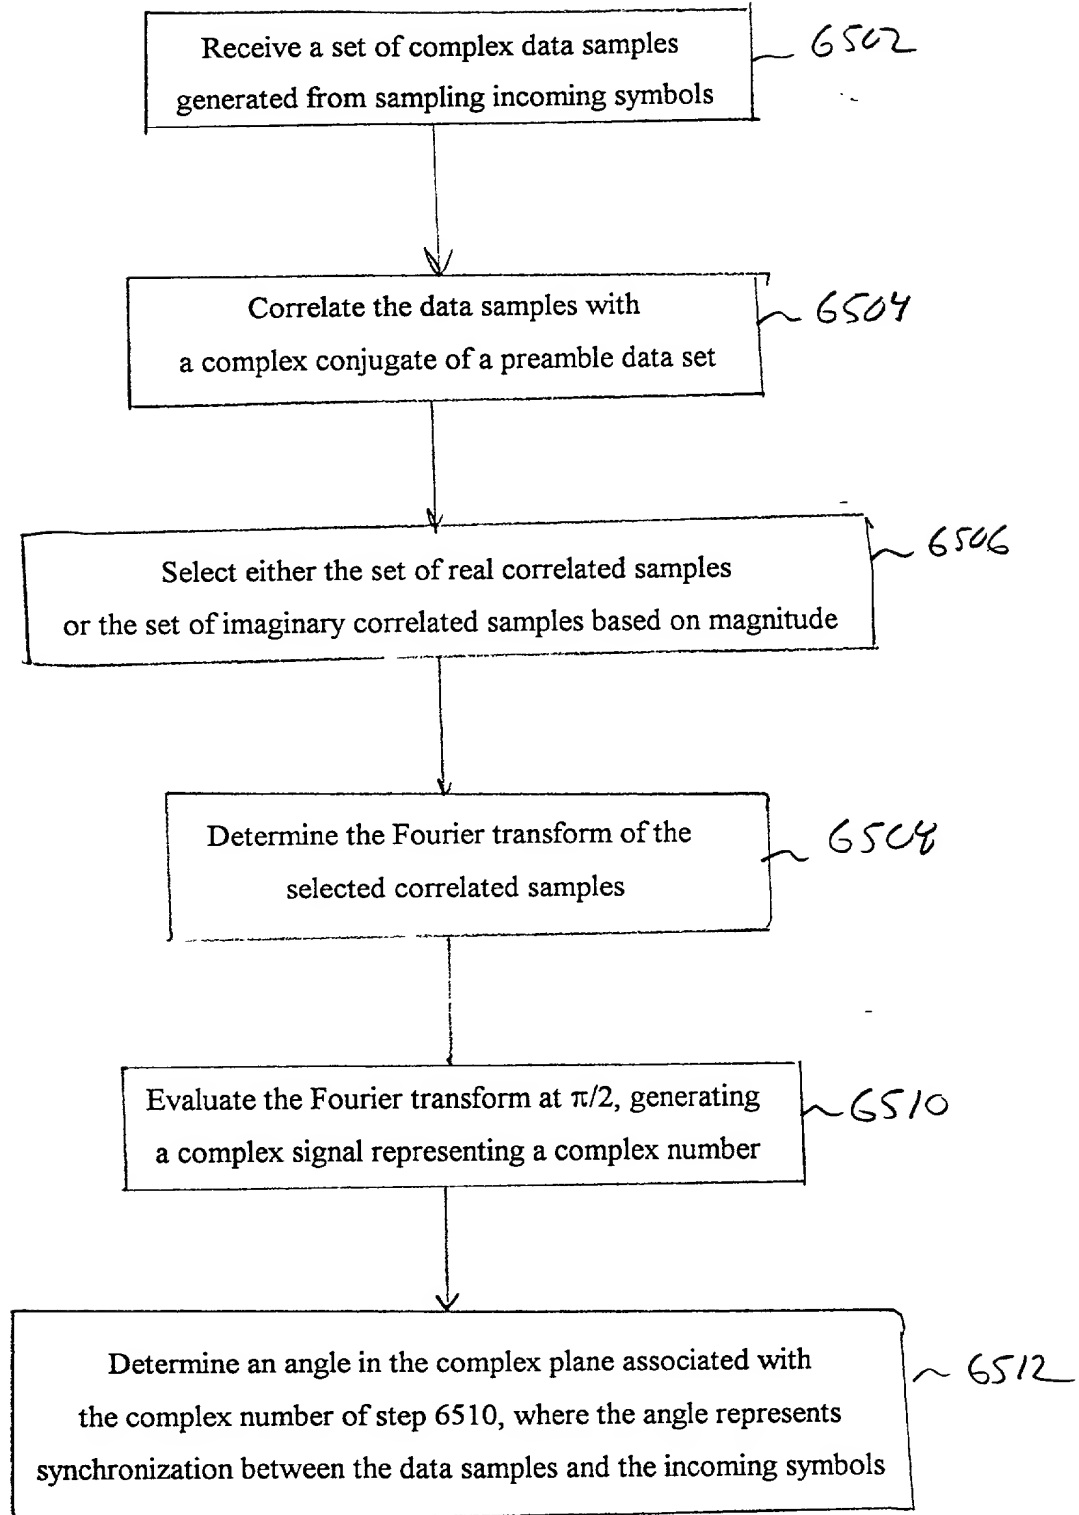 Receive a set of complex data samples
generated from sampling incoming symbols
6502
Correlate the data samples with
a complex conjugate of a preamble data set
6504
Select either the set of real correlated samples
or the set of imaginary correlated samples based on magnitude
6506
Determine the Fourier transform of the
selected correlated samples
6508
Evaluate the Fourier transform at π/2, generating
a complex signal representing a complex number
6510
Determine an angle in the complex plane associated with
the complex number of step 6510, where the angle represents
synchronization between the data samples and the incoming symbols
6512